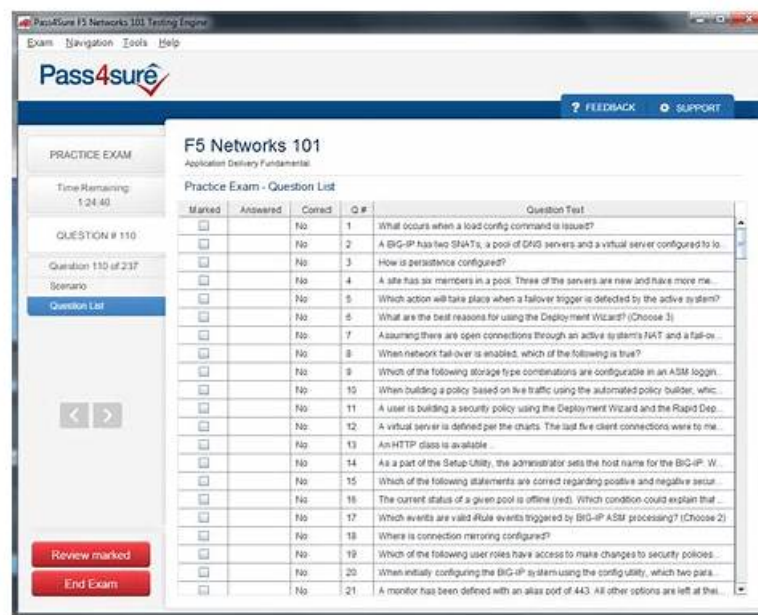 Pass4Sure F5 Networks 101 Testing Engine
Exam Navigation Tools Help
Pass4surê
? FEEDBACK SUPPORT
PRACTICE EXAM
Time Remaining:
1:24:40
QUESTION # 110
Question 110 of 237
Scenario
Question List
Review marked
End Exam
F5 Networks 101
Application Delivery Fundamental
Practice Exam - Question List
Marked Answered Correct Q # Question Text
No 1 What occurs when a load config command is issued?
No 2 A BIG-IP has two SNATs, a pool of DNS servers and a virtual server configured to lo...
No 3 How is persistence configured?
No 4 A site has six members in a pool. Three of the servers are new and have more me...
No 5 Which action will take place when a failover trigger is detected by the active system?
No 6 What are the best reasons for using the Deployment Wizard? (Choose 3)
No 7 Assuming there are open connections through an active system's NAT and a fail-ov...
No 8 When network fail-over is enabled, which of the following is true?
No 9 Which of the following storage type combinations are configurable in an ASM loggin...
No 10 When building a policy based on live traffic using the automated policy builder, whic...
No 11 A user is building a security policy using the Deployment Wizard and the Rapid Dep...
No 12 A virtual server is defined per the charts. The last five client connections were to me...
No 13 An HTTP class is available...
No 14 As a part of the Setup Utility, the administrator sets the host name for the BIG-IP. W...
No 15 Which of the following statements are correct regarding positive and negative secur...
No 16 The current status of a given pool is offline (red). Which condition could explain that ...
No 17 Which events are valid iRule events triggered by BIG-IP ASM processing? (Choose 2)
No 18 Where is connection mirroring configured?
No 19 Which of the following user roles have access to make changes to security policies...
No 20 When initially configuring the BIG-IP system using the config utility, which two para...
No 21 A monitor has been defined with an alias port of 443. All other options are left at thei...